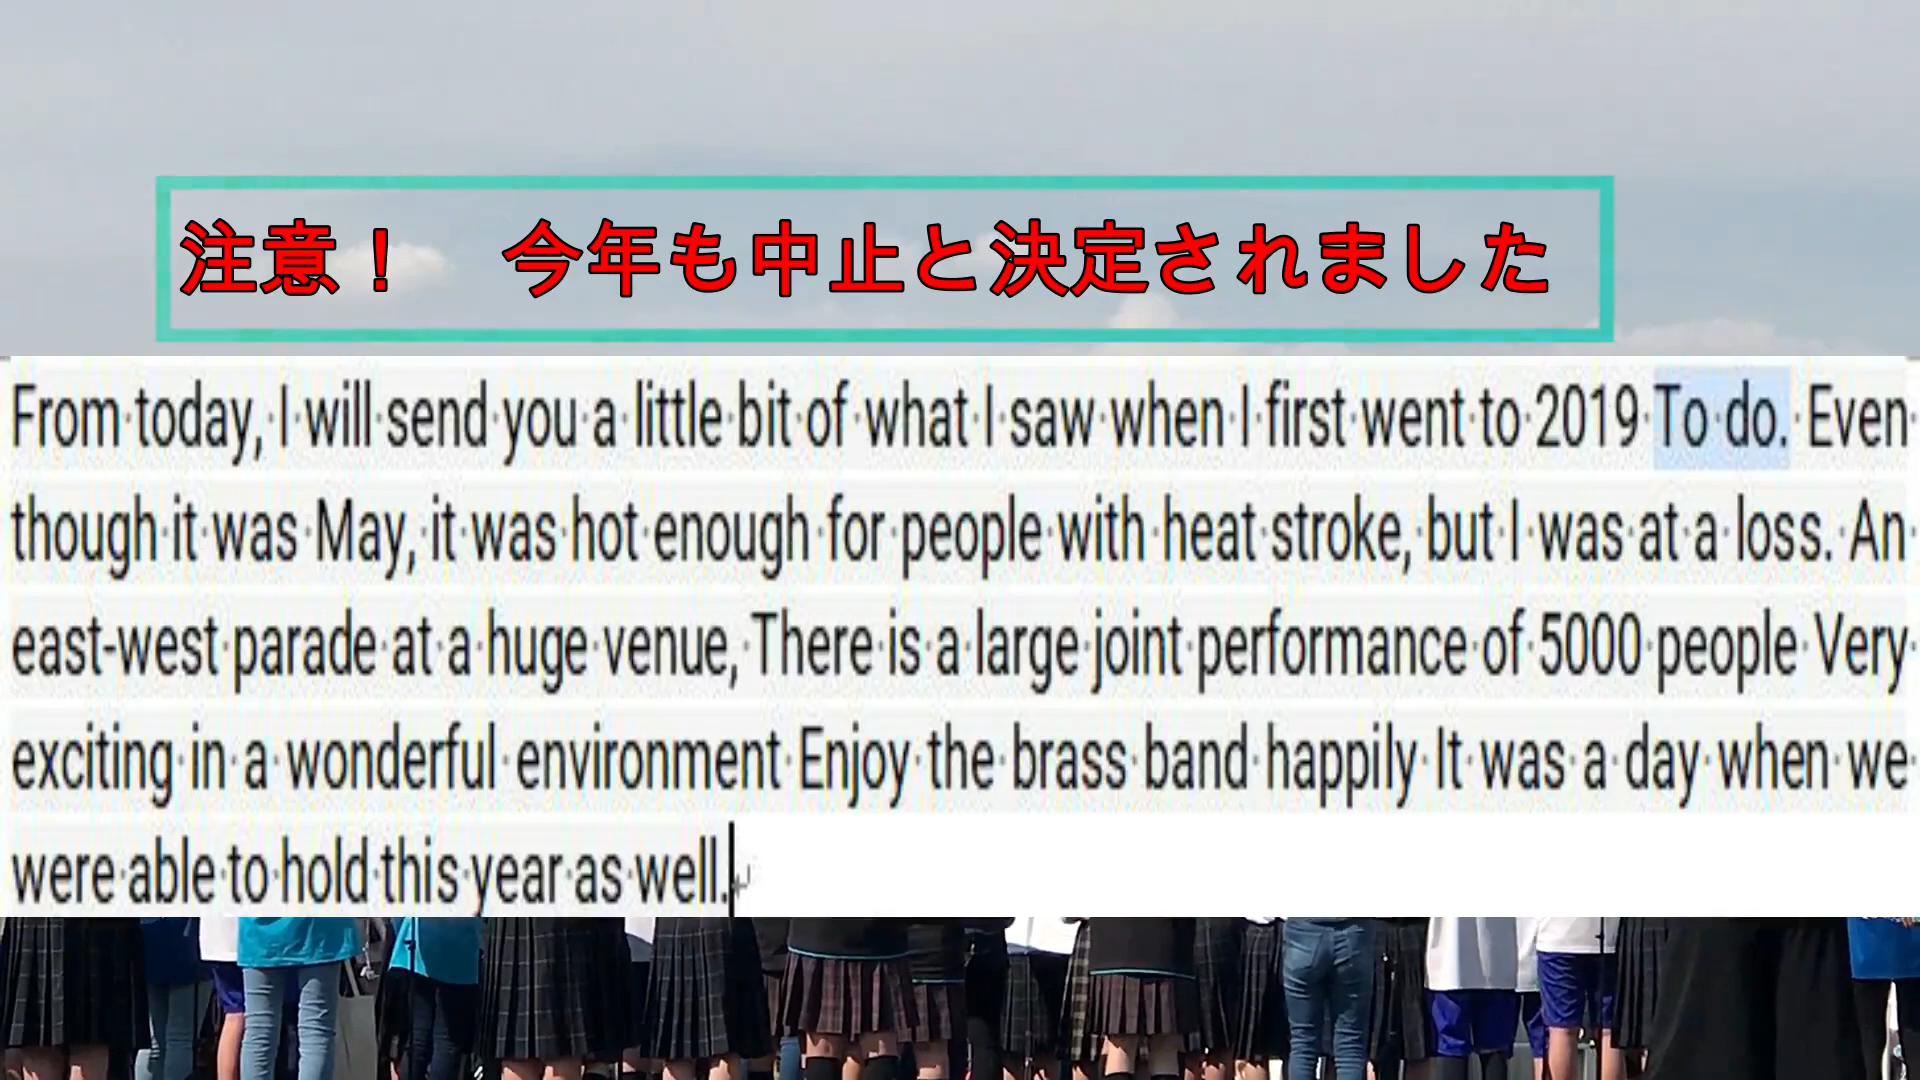 注意！　今年も中止と決定されました
From today, I will send you a little bit of what I saw when I first went to 2019 To do. Even
though it was May, it was hot enough for people with heat stroke, but I was at a loss. An
east-west parade at a huge venue, There is a large joint performance of 5000 people Very
exciting in a wonderful environment Enjoy the brass band happily It was a day when we
were able to hold this year as well.